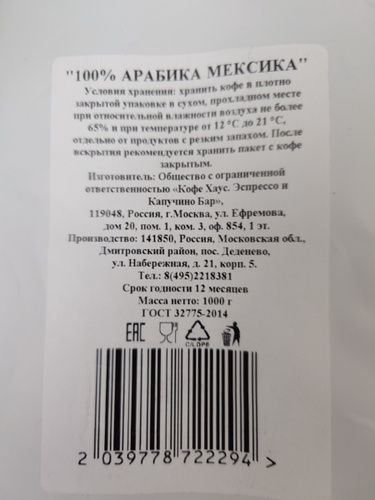 "100% АРАБИКА МЕКСИКА"
Условия хранения: хранить кофе в плотно
закрытой упаковке в сухом, прохладном месте
при относительной влажности воздуха не более
65% и при температуре от 12 °С до 21 °С,
отдельно от продуктов с резким запахом. После
вскрытия рекомендуется хранить пакет с кофе
закрытым.
Изготовитель: Общество с ограниченной
ответственностью «Кофе Хаус. Эспрессо и
Капучино Бар»,
119048, Россия, г.Москва, ул. Ефремова,
дом 20, пом. 1, ком. 3, оф. 854, 1 эт.
Производство: 141850, Россия, Московская обл.,
Дмитровский район, пос. Деденево,
ул. Набережная, д. 21, корп. 5.
Тел.: 8(495)2218381
Срок годности 12 месяцев
Масса нетто: 1000 г
ГОСТ 32775-2014
ЕАС
C/LDPE
2 039778 722294 >